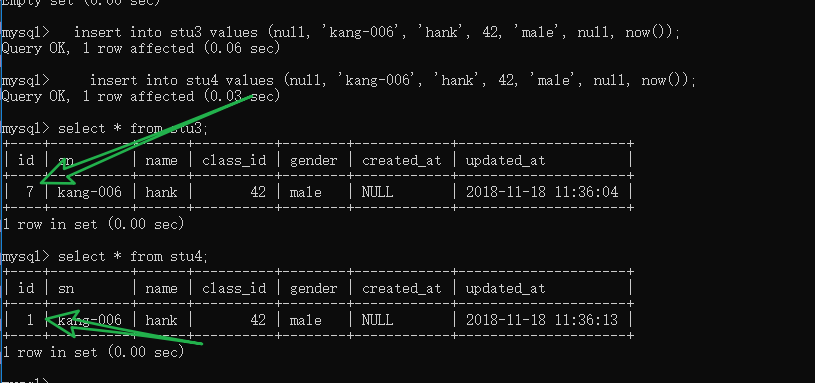 Empty set (0.00 sec)
mysql> insert into stu3 values (null, 'kang-006', 'hank', 42, 'male', null, now());
Query OK, 1 row affected (0.06 sec)
mysql> insert into stu4 values (null, 'kang-006', 'hank', 42, 'male', null, now());
Query OK, 1 row affected (0.03 sec)
mysql> select * from stu3;
+----+----------+------+----------+--------+------------+---------------------+
| id | sn | name | class_id | gender | created_at | updated_at |
+----+----------+------+----------+--------+------------+---------------------+
| 7 | kang-006 | hank | 42 | male | NULL | 2018-11-18 11:36:04 |
+----+----------+------+----------+--------+------------+---------------------+
1 row in set (0.00 sec)
mysql> select * from stu4;
+----+----------+------+----------+--------+------------+---------------------+
| id | sn | name | class_id | gender | created_at | updated_at |
+----+----------+------+----------+--------+------------+---------------------+
| 1 | kang-006 | hank | 42 | male | NULL | 2018-11-18 11:36:13 |
+----+----------+------+----------+--------+------------+---------------------+
1 row in set (0.00 sec)
mysql>